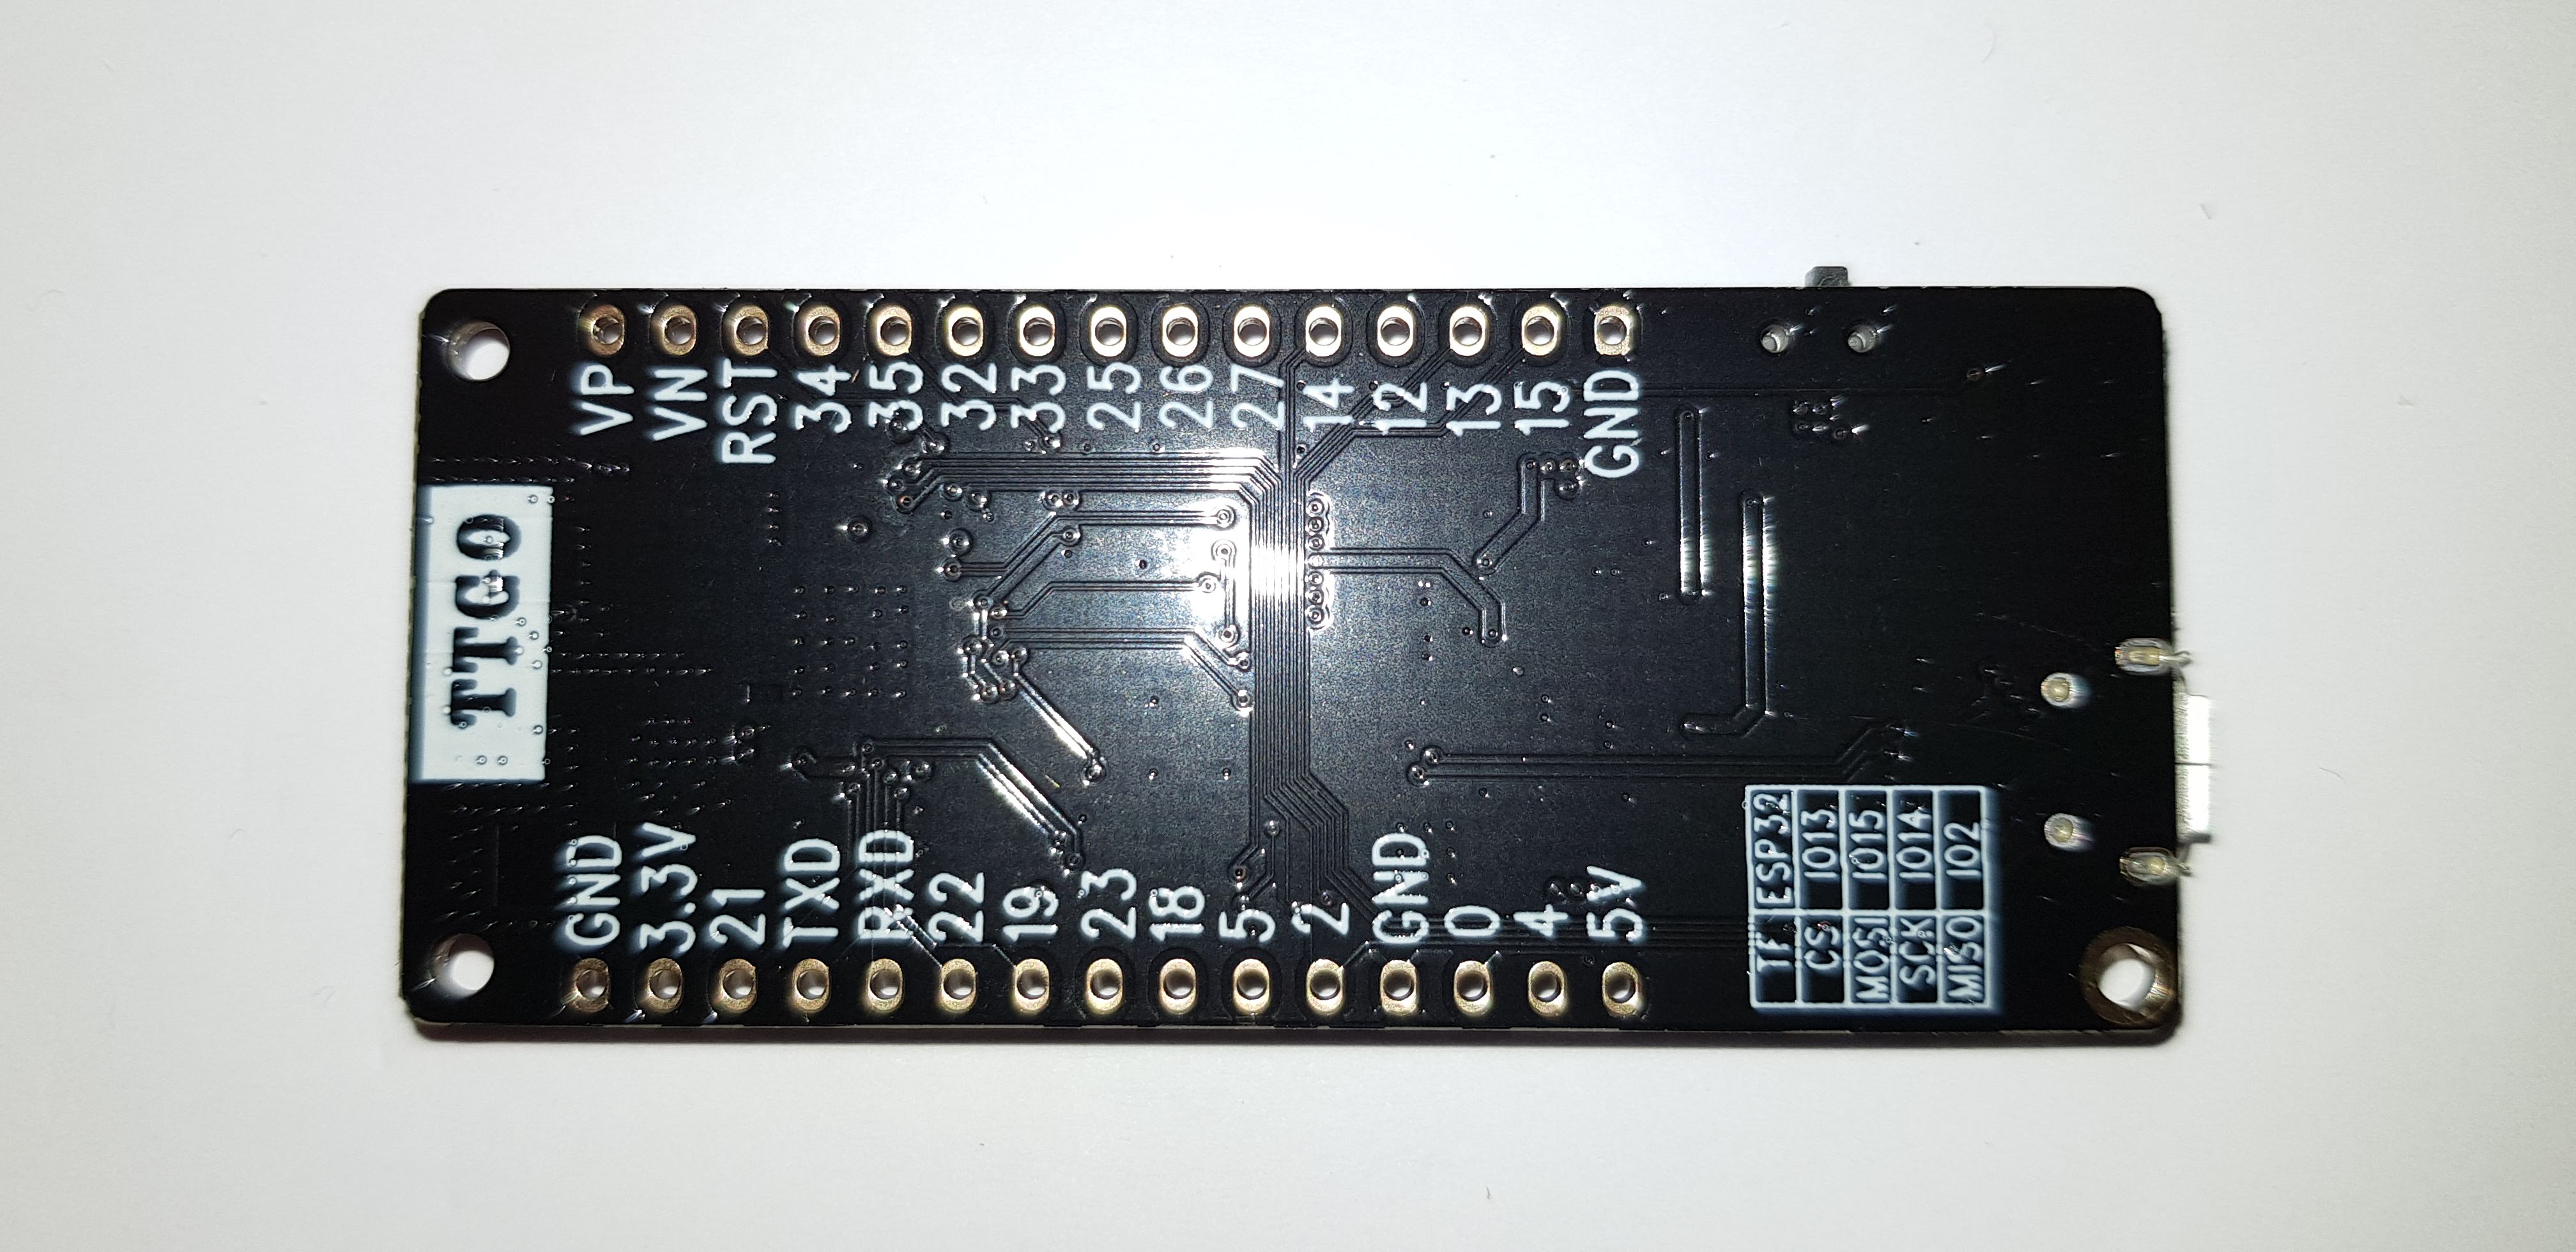 TTGO
GND VP
3.3V VN
21 RST
TXD 34
RXD 35
22 32
19 33
23 25
18 26
5 27
2 14
GND 12
0 13
4 15
5V GND
TF ESP32
CS IO13
MOSI IO15
SCK IO14
MISO IO2